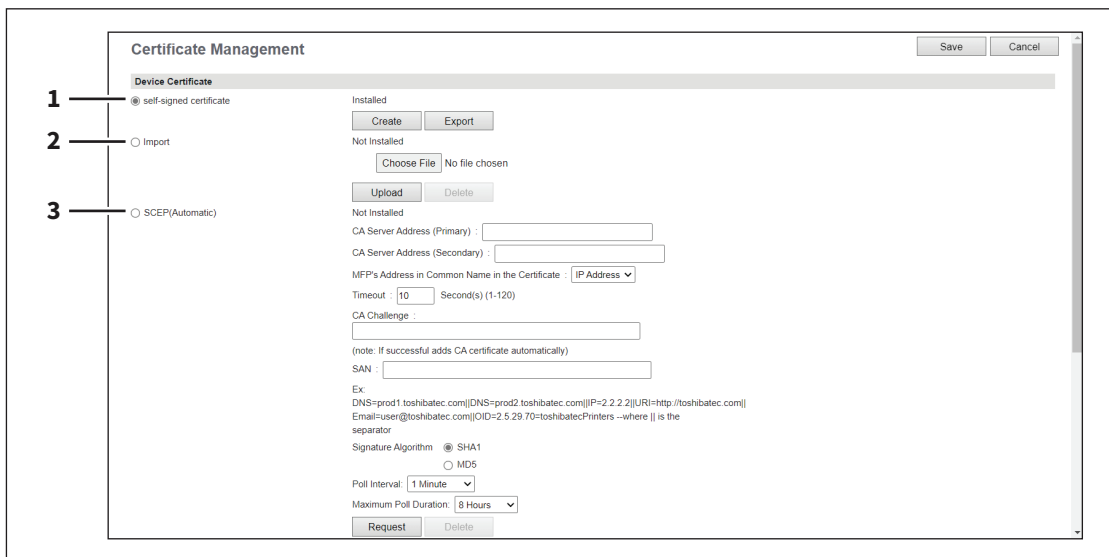 Certificate Management
Save Cancel
Device Certificate
1 self-signed certificate Installed
Create Export
2 Import Not Installed
Choose File No file chosen
Upload Delete
3 SCEP(Automatic) Not Installed
CA Server Address (Primary) :
CA Server Address (Secondary) :
MFP's Address in Common Name in the Certificate : IP Address
Timeout : 10 Second(s) (1-120)
CA Challenge :
(note: If successful adds CA certificate automatically)
SAN :
Ex:
DNS=prod1.toshibatec.com||DNS=prod2.toshibatec.com||IP=2.2.2.2||URI=http://toshibatec.com||
Email=user@toshibatec.com||OID=2.5.29.70=toshibatecPrinters --where || is the
separator
Signature Algorithm SHA1
MD5
Poll Interval: 1 Minute
Maximum Poll Duration: 8 Hours
Request Delete